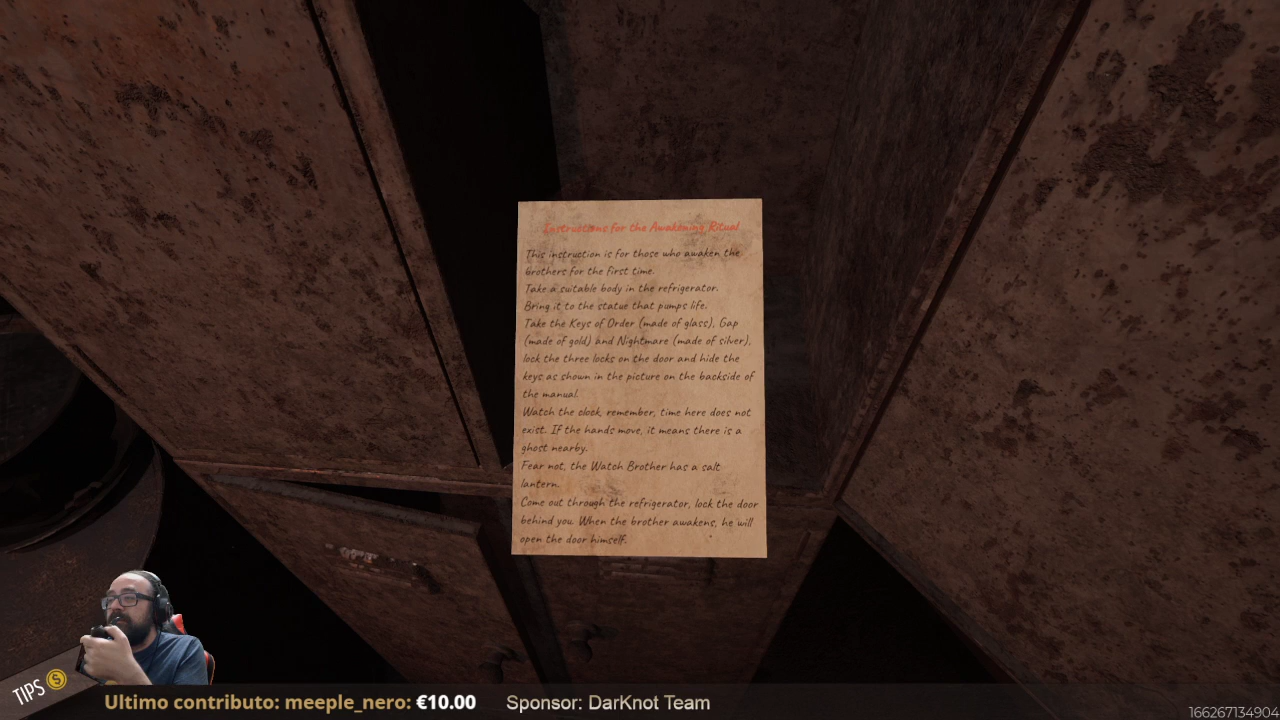 Instructions for the Awakening Ritual
This instruction is for those who awaken the
brothers for the first time.
Take a suitable body in the refrigerator.
Bring it to the statue that pumps life.
Take the Keys of Order (made of glass), Gap
(made of gold) and Nightmare (made of silver),
lock the three locks on the door and hide the
keys as shown in the picture on the backside of
the manual.
Watch the clock, remember, time here does not
exist. If the hands move, it means there is a
ghost nearby.
Fear not, the Watch Brother has a salt
lantern.
Come out through the refrigerator, lock the door
behind you. When the brother awakens, he will
open the door himself.
TIPS $
Ultimo contributo: meeple_nero: €10.00 Sponsor: DarKnot Team
166267134904